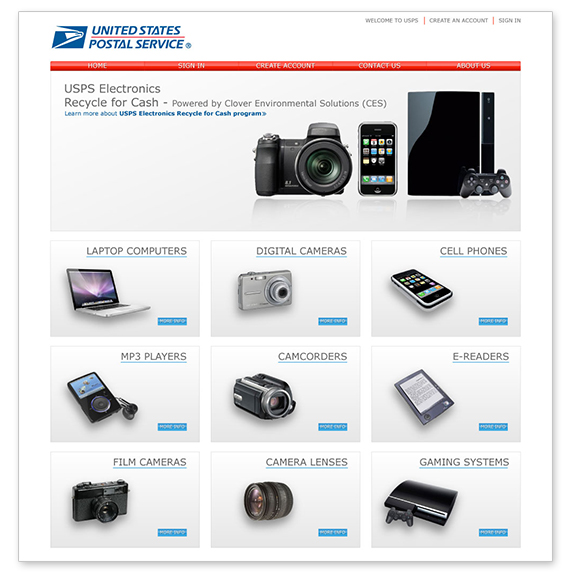 WELCOME TO USPS | CREATE AN ACCOUNT | SIGN IN
UNITED STATES
POSTAL SERVICE ®
HOME SIGN IN CREATE ACCOUNT CONTACT US ABOUT US
USPS Electronics
Recycle for Cash - Powered by Clover Environmental Solutions (CES)
Learn more about USPS Electronics Recycle for Cash program »
LAPTOP COMPUTERS
DIGITAL CAMERAS
CELL PHONES
MORE INFO
MORE INFO
MORE INFO
MP3 PLAYERS
CAMCORDERS
E-READERS
MORE INFO
MORE INFO
MORE INFO
FILM CAMERAS
CAMERA LENSES
GAMING SYSTEMS
MORE INFO
MORE INFO
MORE INFO